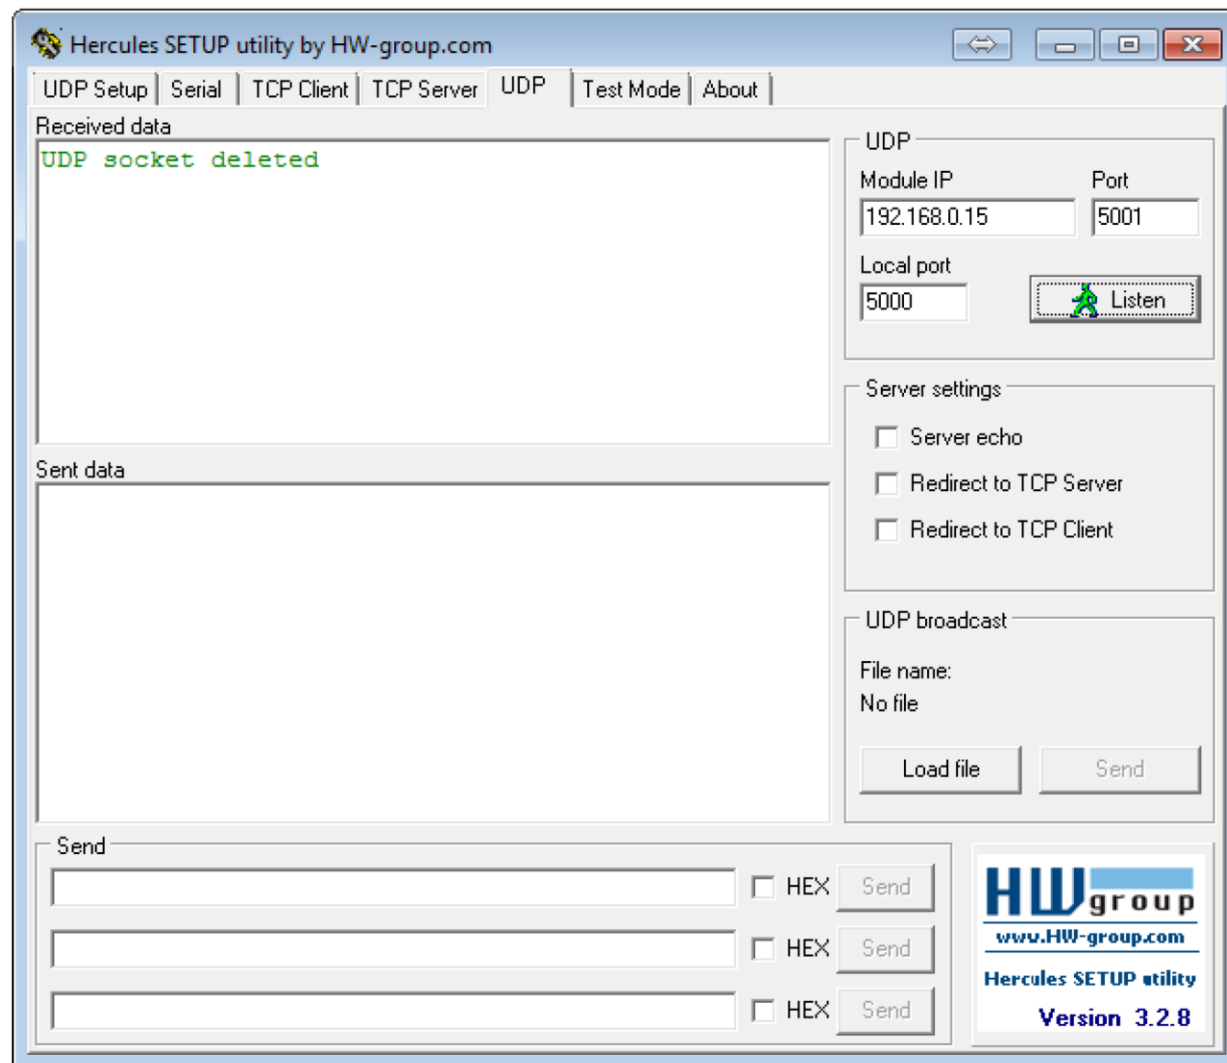 Hercules SETUP utility by HW-group.com
UDP Setup Serial TCP Client TCP Server UDP Test Mode About
Received data
UDP socket deleted
UDP
Module IP Port
192.168.0.15 5001
Local port
5000 Listen
Server settings
Server echo
Redirect to TCP Server
Redirect to TCP Client
Sent data
UDP broadcast
File name:
No file
Load file Send
Send
HEX Send
HEX Send
HEX Send
HW group
www.HW-group.com
Hercules SETUP utility
Version 3.2.8